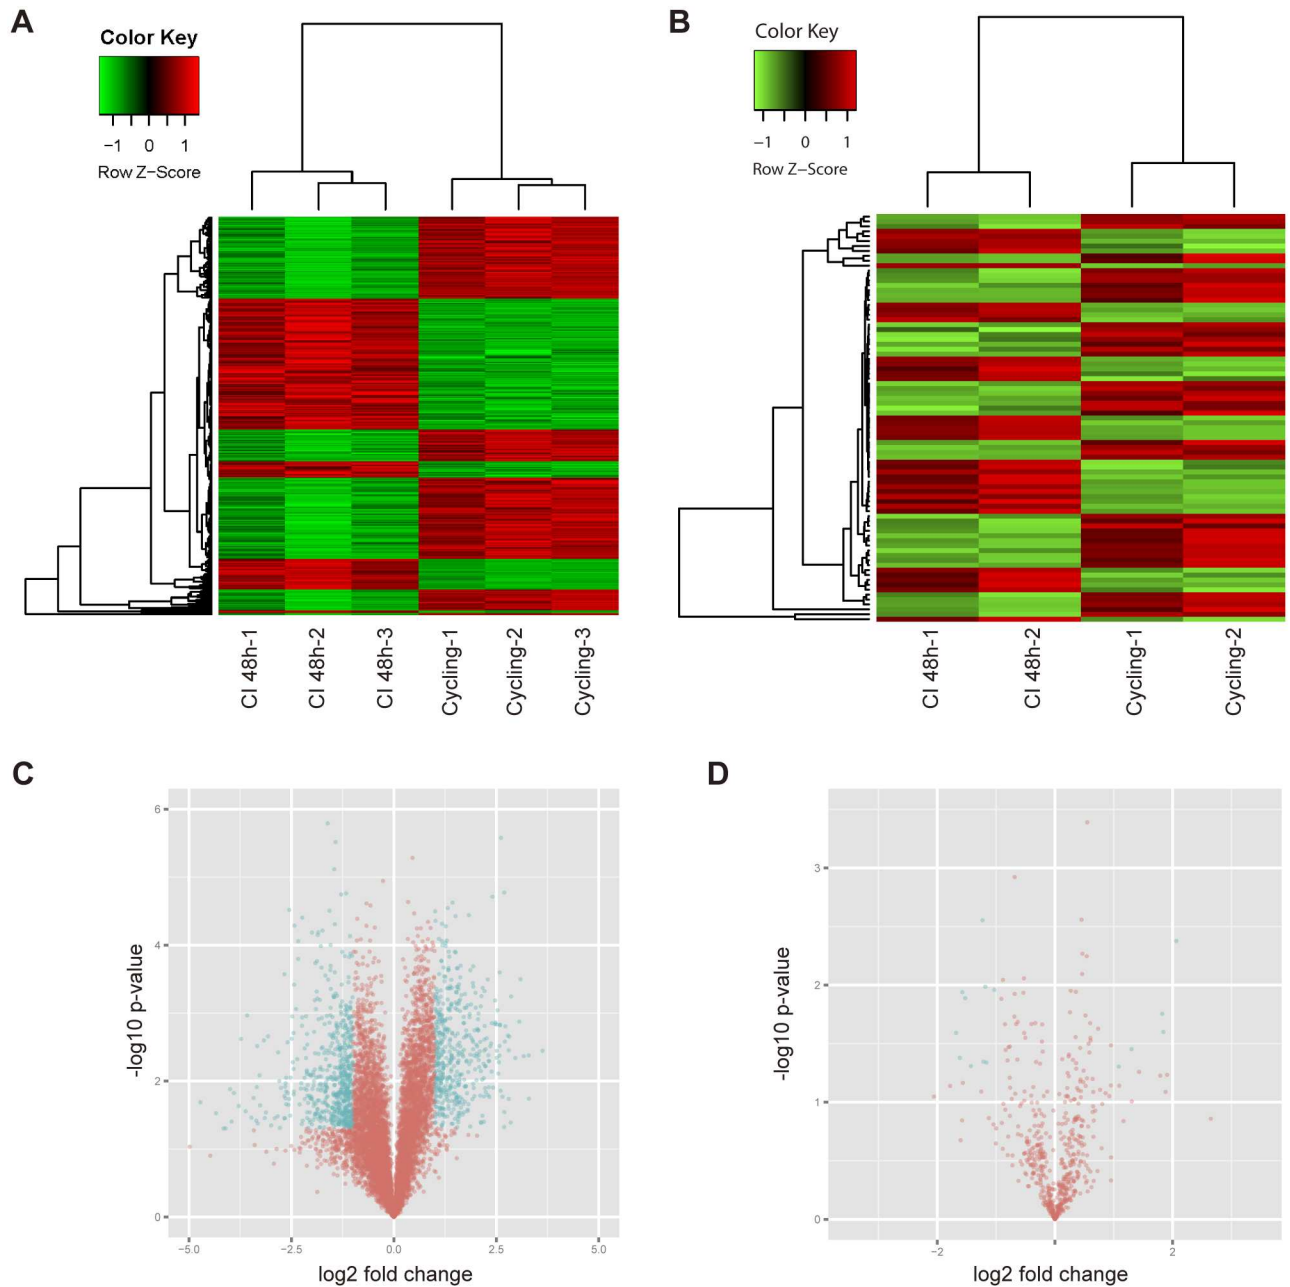 A
Color Key
−1 0 1
Row Z−Score
CI 48h-1
CI 48h-2
CI 48h-3
Cycling-1
Cycling-2
Cycling-3
B
Color Key
−1 0 1
Row Z−Score
CI 48h-1
CI 48h-2
Cycling-1
Cycling-2
C
6
4
2
0
-log10 p-value
−5.0 −2.5 0.0 2.5 5.0
log2 fold change
D
3
2
1
0
-log10 p-value
−2 2
log2 fold change